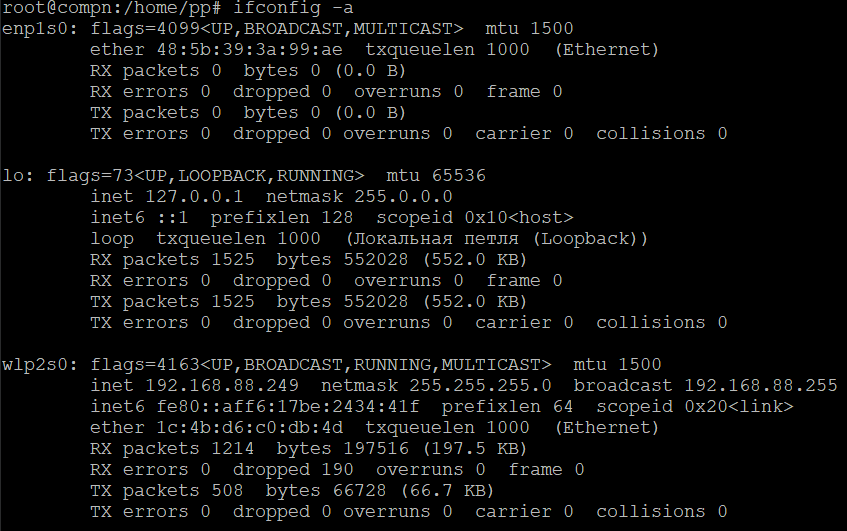 root@compn:/home/pp# ifconfig -a
enp1s0: flags=4099<UP,BROADCAST,MULTICAST>  mtu 1500
        ether 48:5b:39:3a:99:ae  txqueuelen 1000  (Ethernet)
        RX packets 0  bytes 0 (0.0 B)
        RX errors 0  dropped 0  overruns 0  frame 0
        TX packets 0  bytes 0 (0.0 B)
        TX errors 0  dropped 0 overruns 0  carrier 0  collisions 0

lo: flags=73<UP,LOOPBACK,RUNNING>  mtu 65536
        inet 127.0.0.1  netmask 255.0.0.0
        inet6 ::1  prefixlen 128  scopeid 0x10<host>
        loop  txqueuelen 1000  (Локальная петля (Loopback))
        RX packets 1525  bytes 552028 (552.0 KB)
        RX errors 0  dropped 0  overruns 0  frame 0
        TX packets 1525  bytes 552028 (552.0 KB)
        TX errors 0  dropped 0 overruns 0  carrier 0  collisions 0

wlp2s0: flags=4163<UP,BROADCAST,RUNNING,MULTICAST>  mtu 1500
        inet 192.168.88.249  netmask 255.255.255.0  broadcast 192.168.88.255
        inet6 fe80::aff6:17be:2434:41f  prefixlen 64  scopeid 0x20<link>
        ether 1c:4b:d6:c0:db:4d  txqueuelen 1000  (Ethernet)
        RX packets 1214  bytes 197516 (197.5 KB)
        RX errors 0  dropped 190  overruns 0  frame 0
        TX packets 508  bytes 66728 (66.7 KB)
        TX errors 0  dropped 0 overruns 0  carrier 0  collisions 0